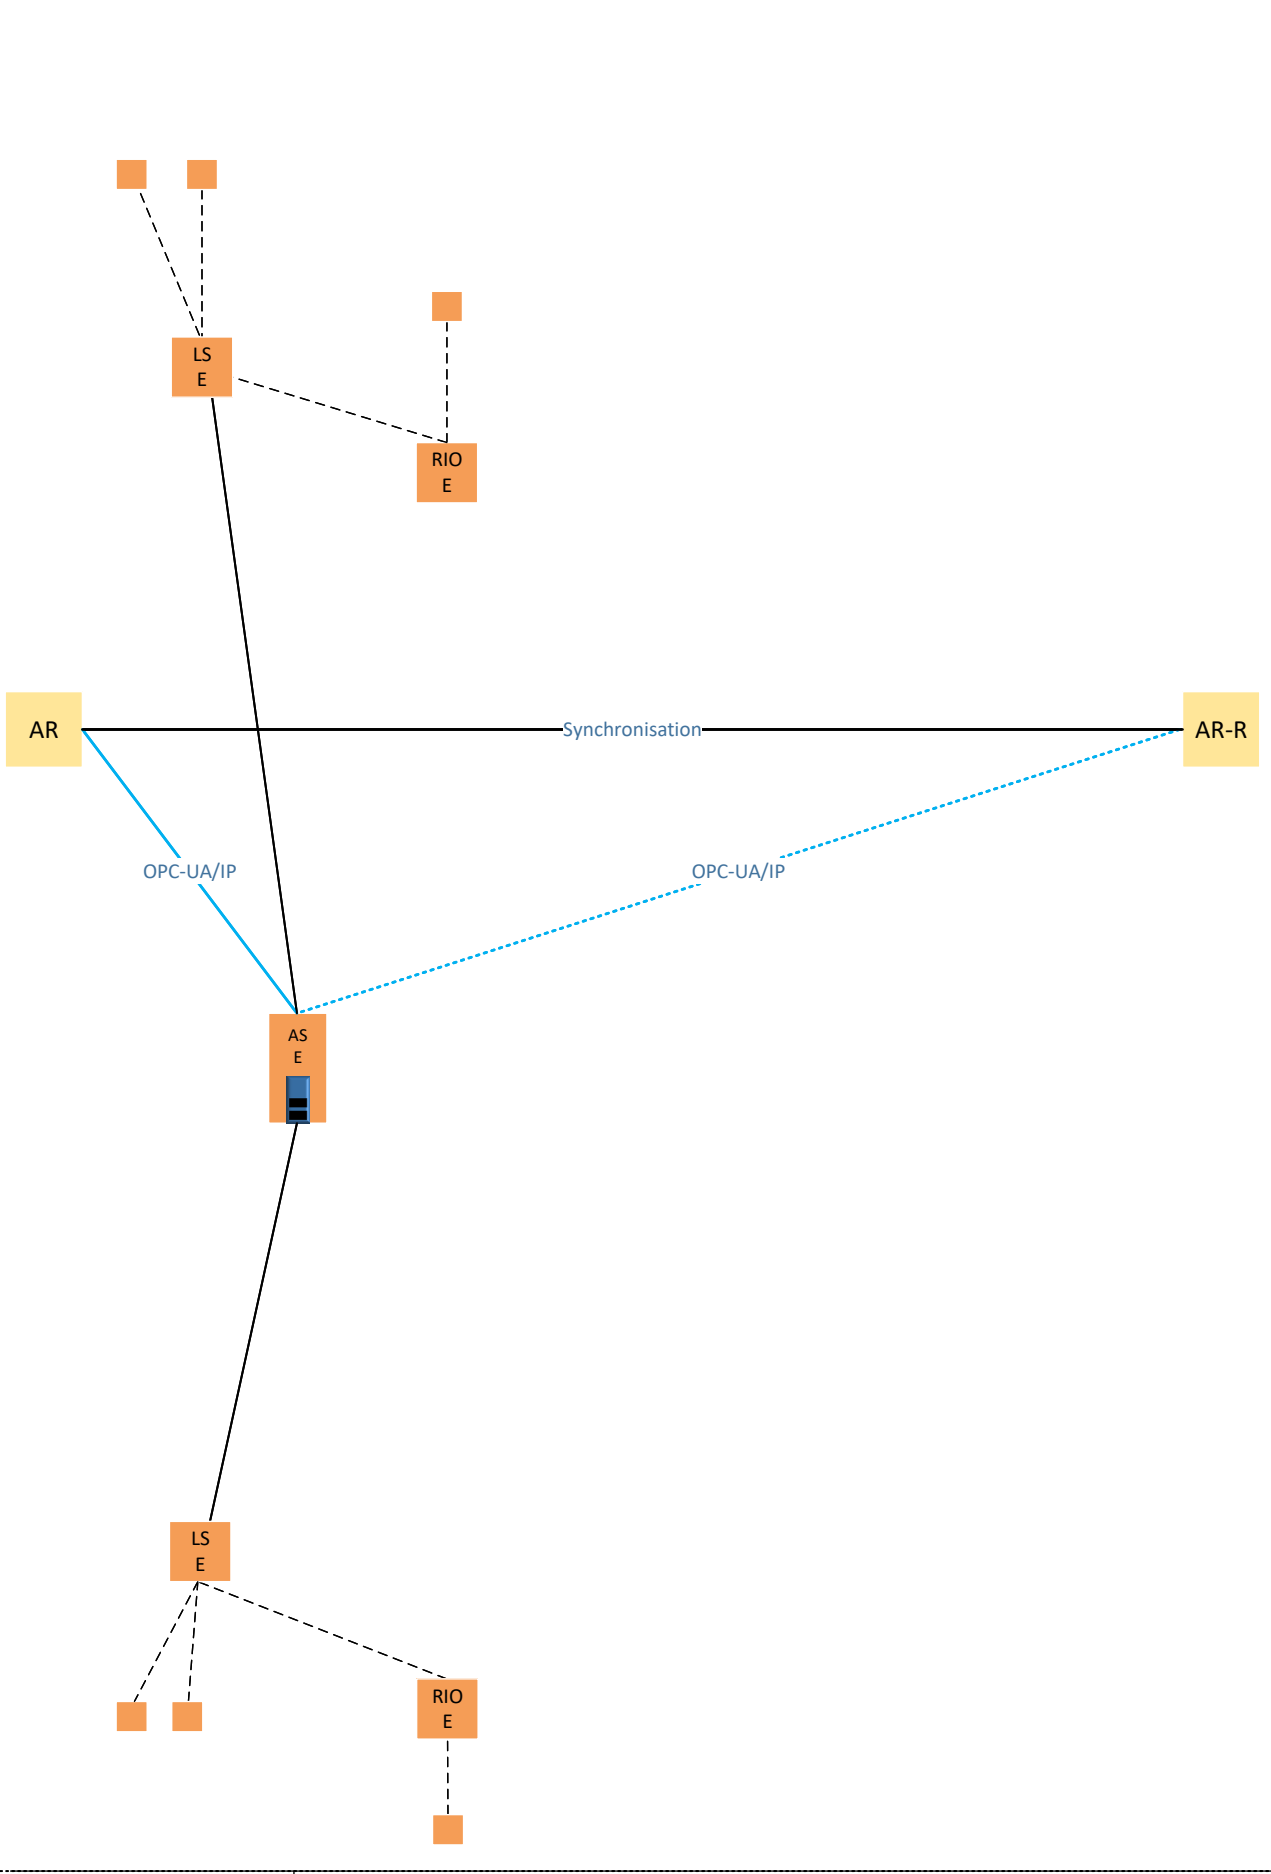 LS
E
RIO
E
AR
Synchronisation
AR-R
OPC-UA/IP
OPC-UA/IP
AS
E
LS
E
RIO
E